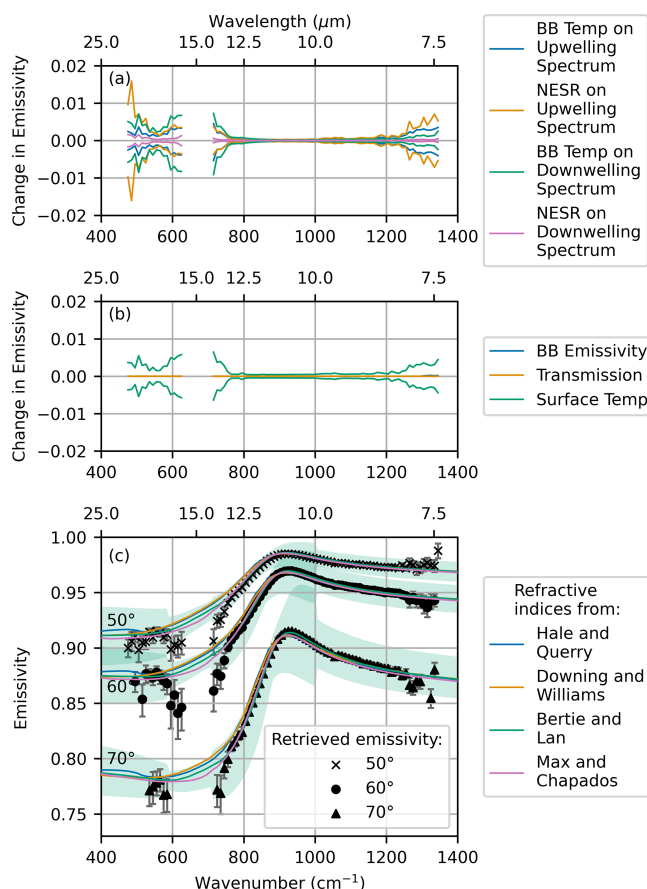 Wavelength (μm)
25.0 15.0 12.5 10.0 7.5
(a)
0.02
0.01
0.00
−0.01
−0.02
Change in Emissivity
400 600 800 1000 1200 1400
BB Temp on
Upwelling
Spectrum
NESR on
Upwelling
Spectrum
BB Temp on
Downwelling
Spectrum
NESR on
Downwelling
Spectrum
25.0 15.0 12.5 10.0 7.5
(b)
0.02
0.01
0.00
−0.01
−0.02
Change in Emissivity
400 600 800 1000 1200 1400
BB Emissivity
Transmission
Surface Temp
25.0 15.0 12.5 10.0 7.5
(c)
1.00
0.95
0.90
0.85
0.80
0.75
Emissivity
50°
60°
70°
Retrieved emissivity:
50°
60°
70°
400 600 800 1000 1200 1400
Wavenumber (cm⁻¹)
Refractive
indices from:
Hale and
Querry
Downing and
Williams
Bertie and
Lan
Max and
Chapados